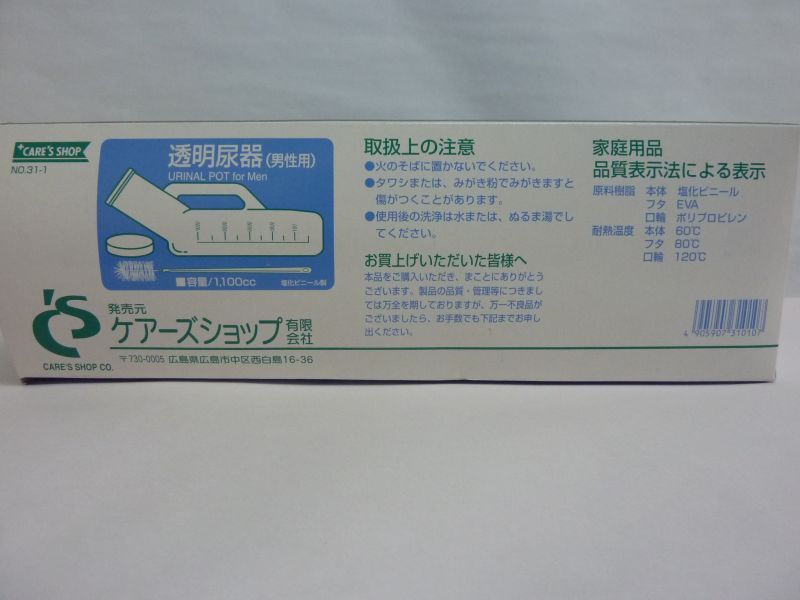 CARE'S SHOP
NO.31-1
透明尿器(男性用)
URINAL POT for Men
■容量/1,100cc 塩化ビニール製
発売元
ケアーズショップ有限会社
CARE'S SHOP CO.
〒730-0005 広島県広島市中区西白島16-36
取扱上の注意
●火のそばに置かないでください。
●タワシまたは、みがき粉でみがきますと
傷がつくことがあります。
●使用後の洗浄は水または、ぬるま湯でし
てください。
お買上げいただいた皆様へ
本品をご購入いただき、まことにありがとう
ございます。製品の品質・管理等につきまし
ては万全を期しておりますが、万一不良品が
ございましたら、お手数でも下記までお申し
出ください。
家庭用品
品質表示法による表示
原料樹脂 本体 塩化ビニール
フタ EVA
口輪 ポリプロピレン
耐熱温度 本体 60℃
フタ 80℃
口輪 120℃
4 905907 310107